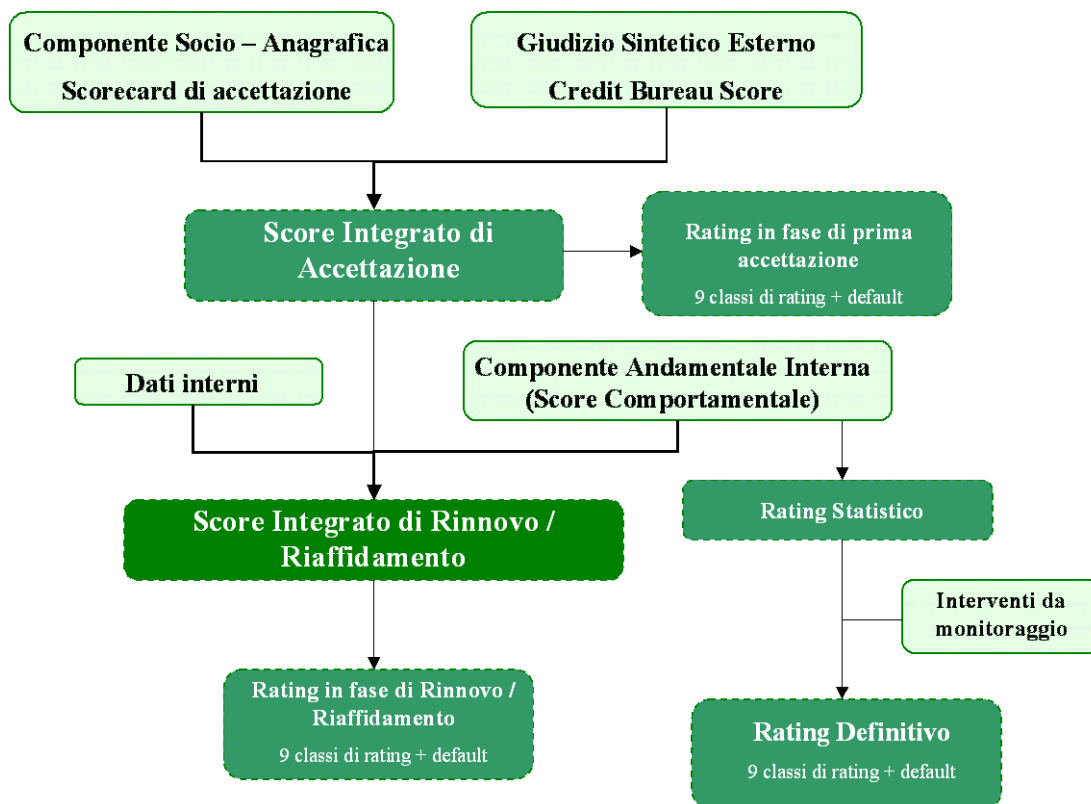 Componente Socio – Anagrafica
Scorecard di accettazione
Giudizio Sintetico Esterno
Credit Bureau Score
Score Integrato di
Accettazione
Rating in fase di prima
accettazione
9 classi di rating + default
Dati interni
Componente Andamentale Interna
(Score Comportamentale)
Score Integrato di Rinnovo /
Riaffidamento
Rating Statistico
Interventi da
monitoraggio
Rating in fase di Rinnovo /
Riaffidamento
9 classi di rating + default
Rating Definitivo
9 classi di rating + default